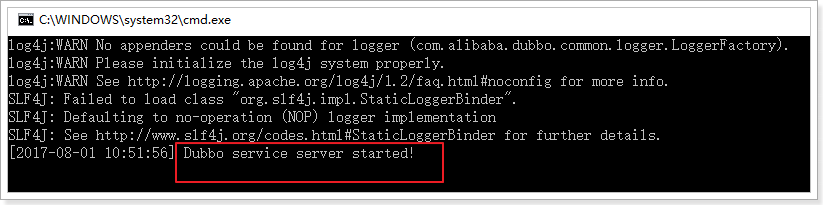 C:\WINDOWS\system32\cmd.exe
log4j:WARN No appenders could be found for logger (com.alibaba.dubbo.common.logger.LoggerFactory).
log4j:WARN Please initialize the log4j system properly.
log4j:WARN See http://logging.apache.org/log4j/1.2/faq.html#noconfig for more info.
SLF4J: Failed to load class "org.slf4j.impl.StaticLoggerBinder".
SLF4J: Defaulting to no-operation (NOP) logger implementation
SLF4J: See http://www.slf4j.org/codes.html#StaticLoggerBinder for further details.
[2017-08-01 10:51:56] Dubbo service server started!